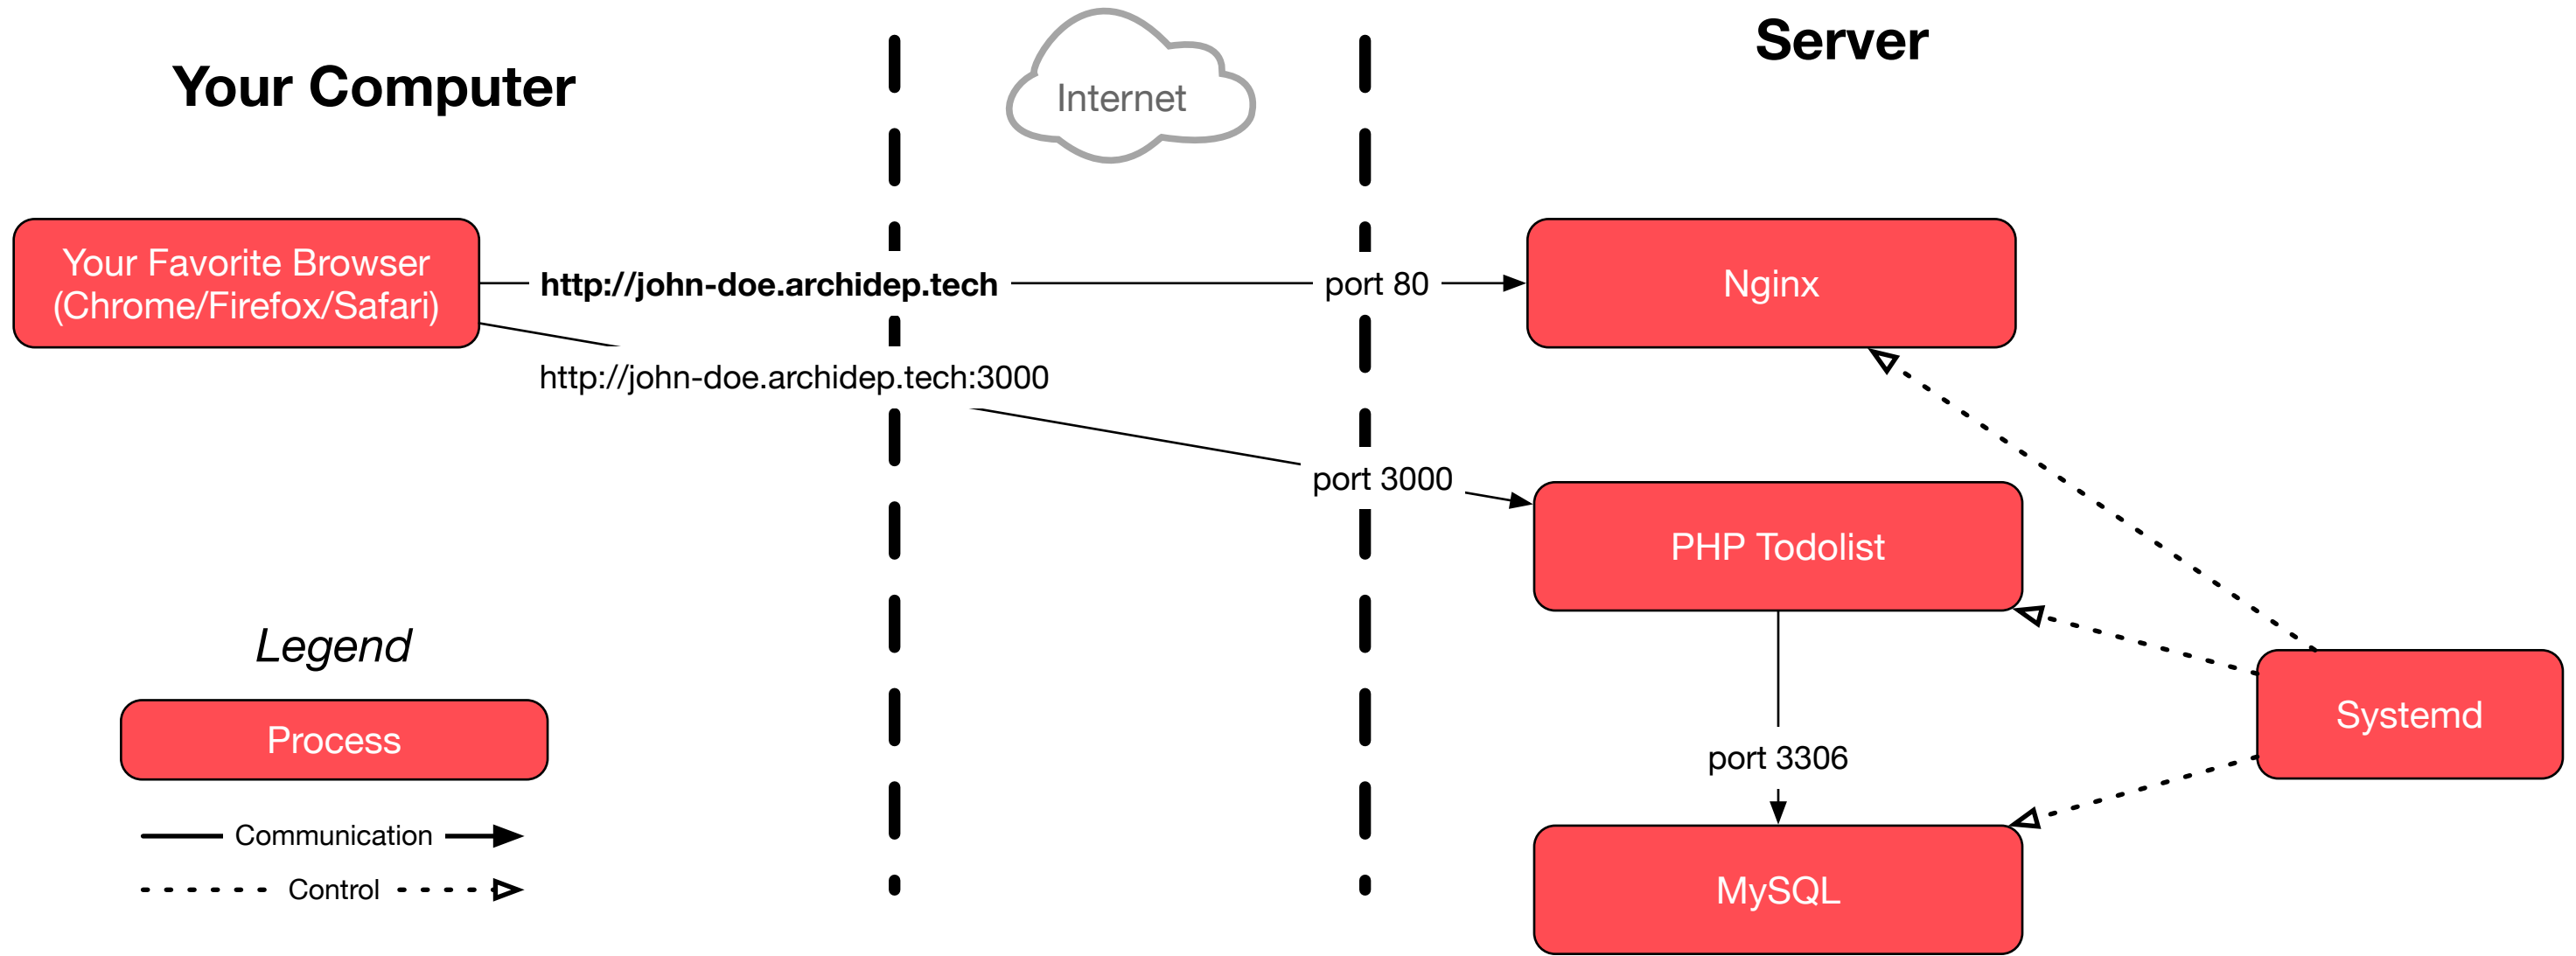 Your Computer
Internet
Server
Your Favorite Browser
(Chrome/Firefox/Safari)
http://john-doe.archidep.tech
port 80
Nginx
http://john-doe.archidep.tech:3000
port 3000
PHP Todolist
Legend
Process
Communication
Control
port 3306
Systemd
MySQL